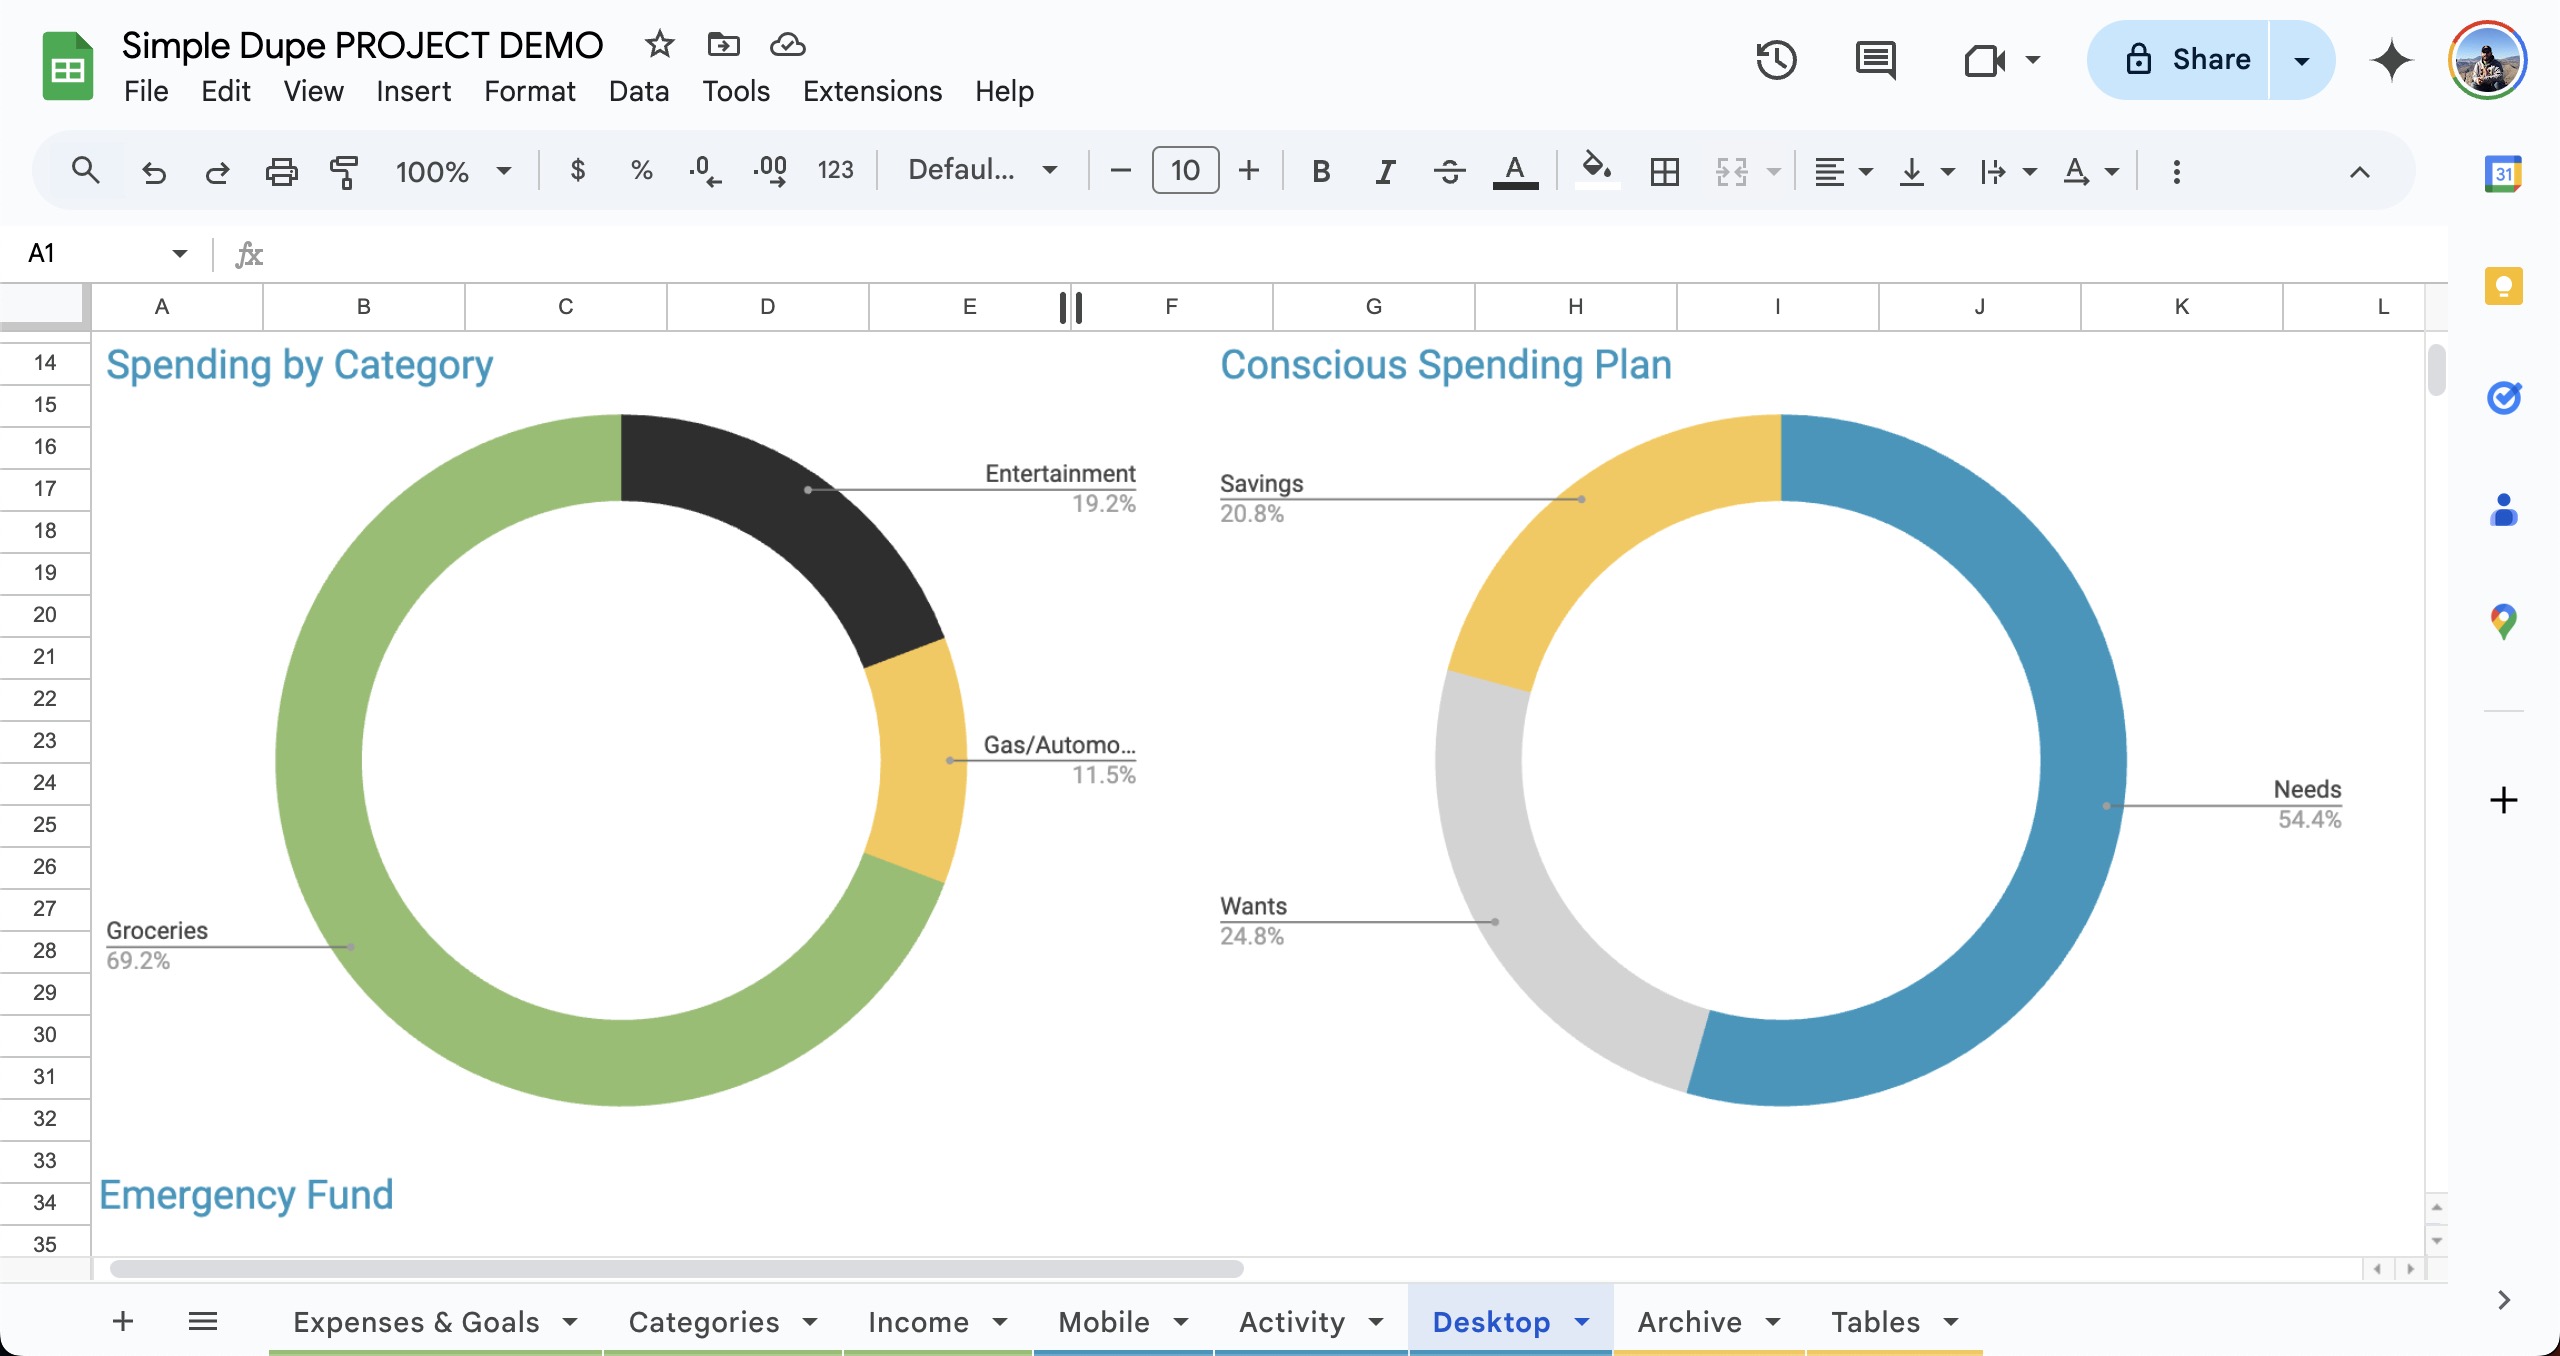 Simple Dupe PROJECT DEMO
File Edit View Insert Format Data Tools Extensions Help
Share
100% $ % .0 .00 123 Defaul... 10 B I S A
31
A1 fx
A B C D E F G H I J K L
14
15
16
17
18
19
20
21
22
23
24
25
26
27
28
29
30
31
32
33
34
35
Spending by Category
Entertainment
19.2%
Gas/Automo...
11.5%
Groceries
69.2%
Conscious Spending Plan
Savings
20.8%
Needs
54.4%
Wants
24.8%
Emergency Fund
Expenses & Goals Categories Income Mobile Activity Desktop Archive Tables